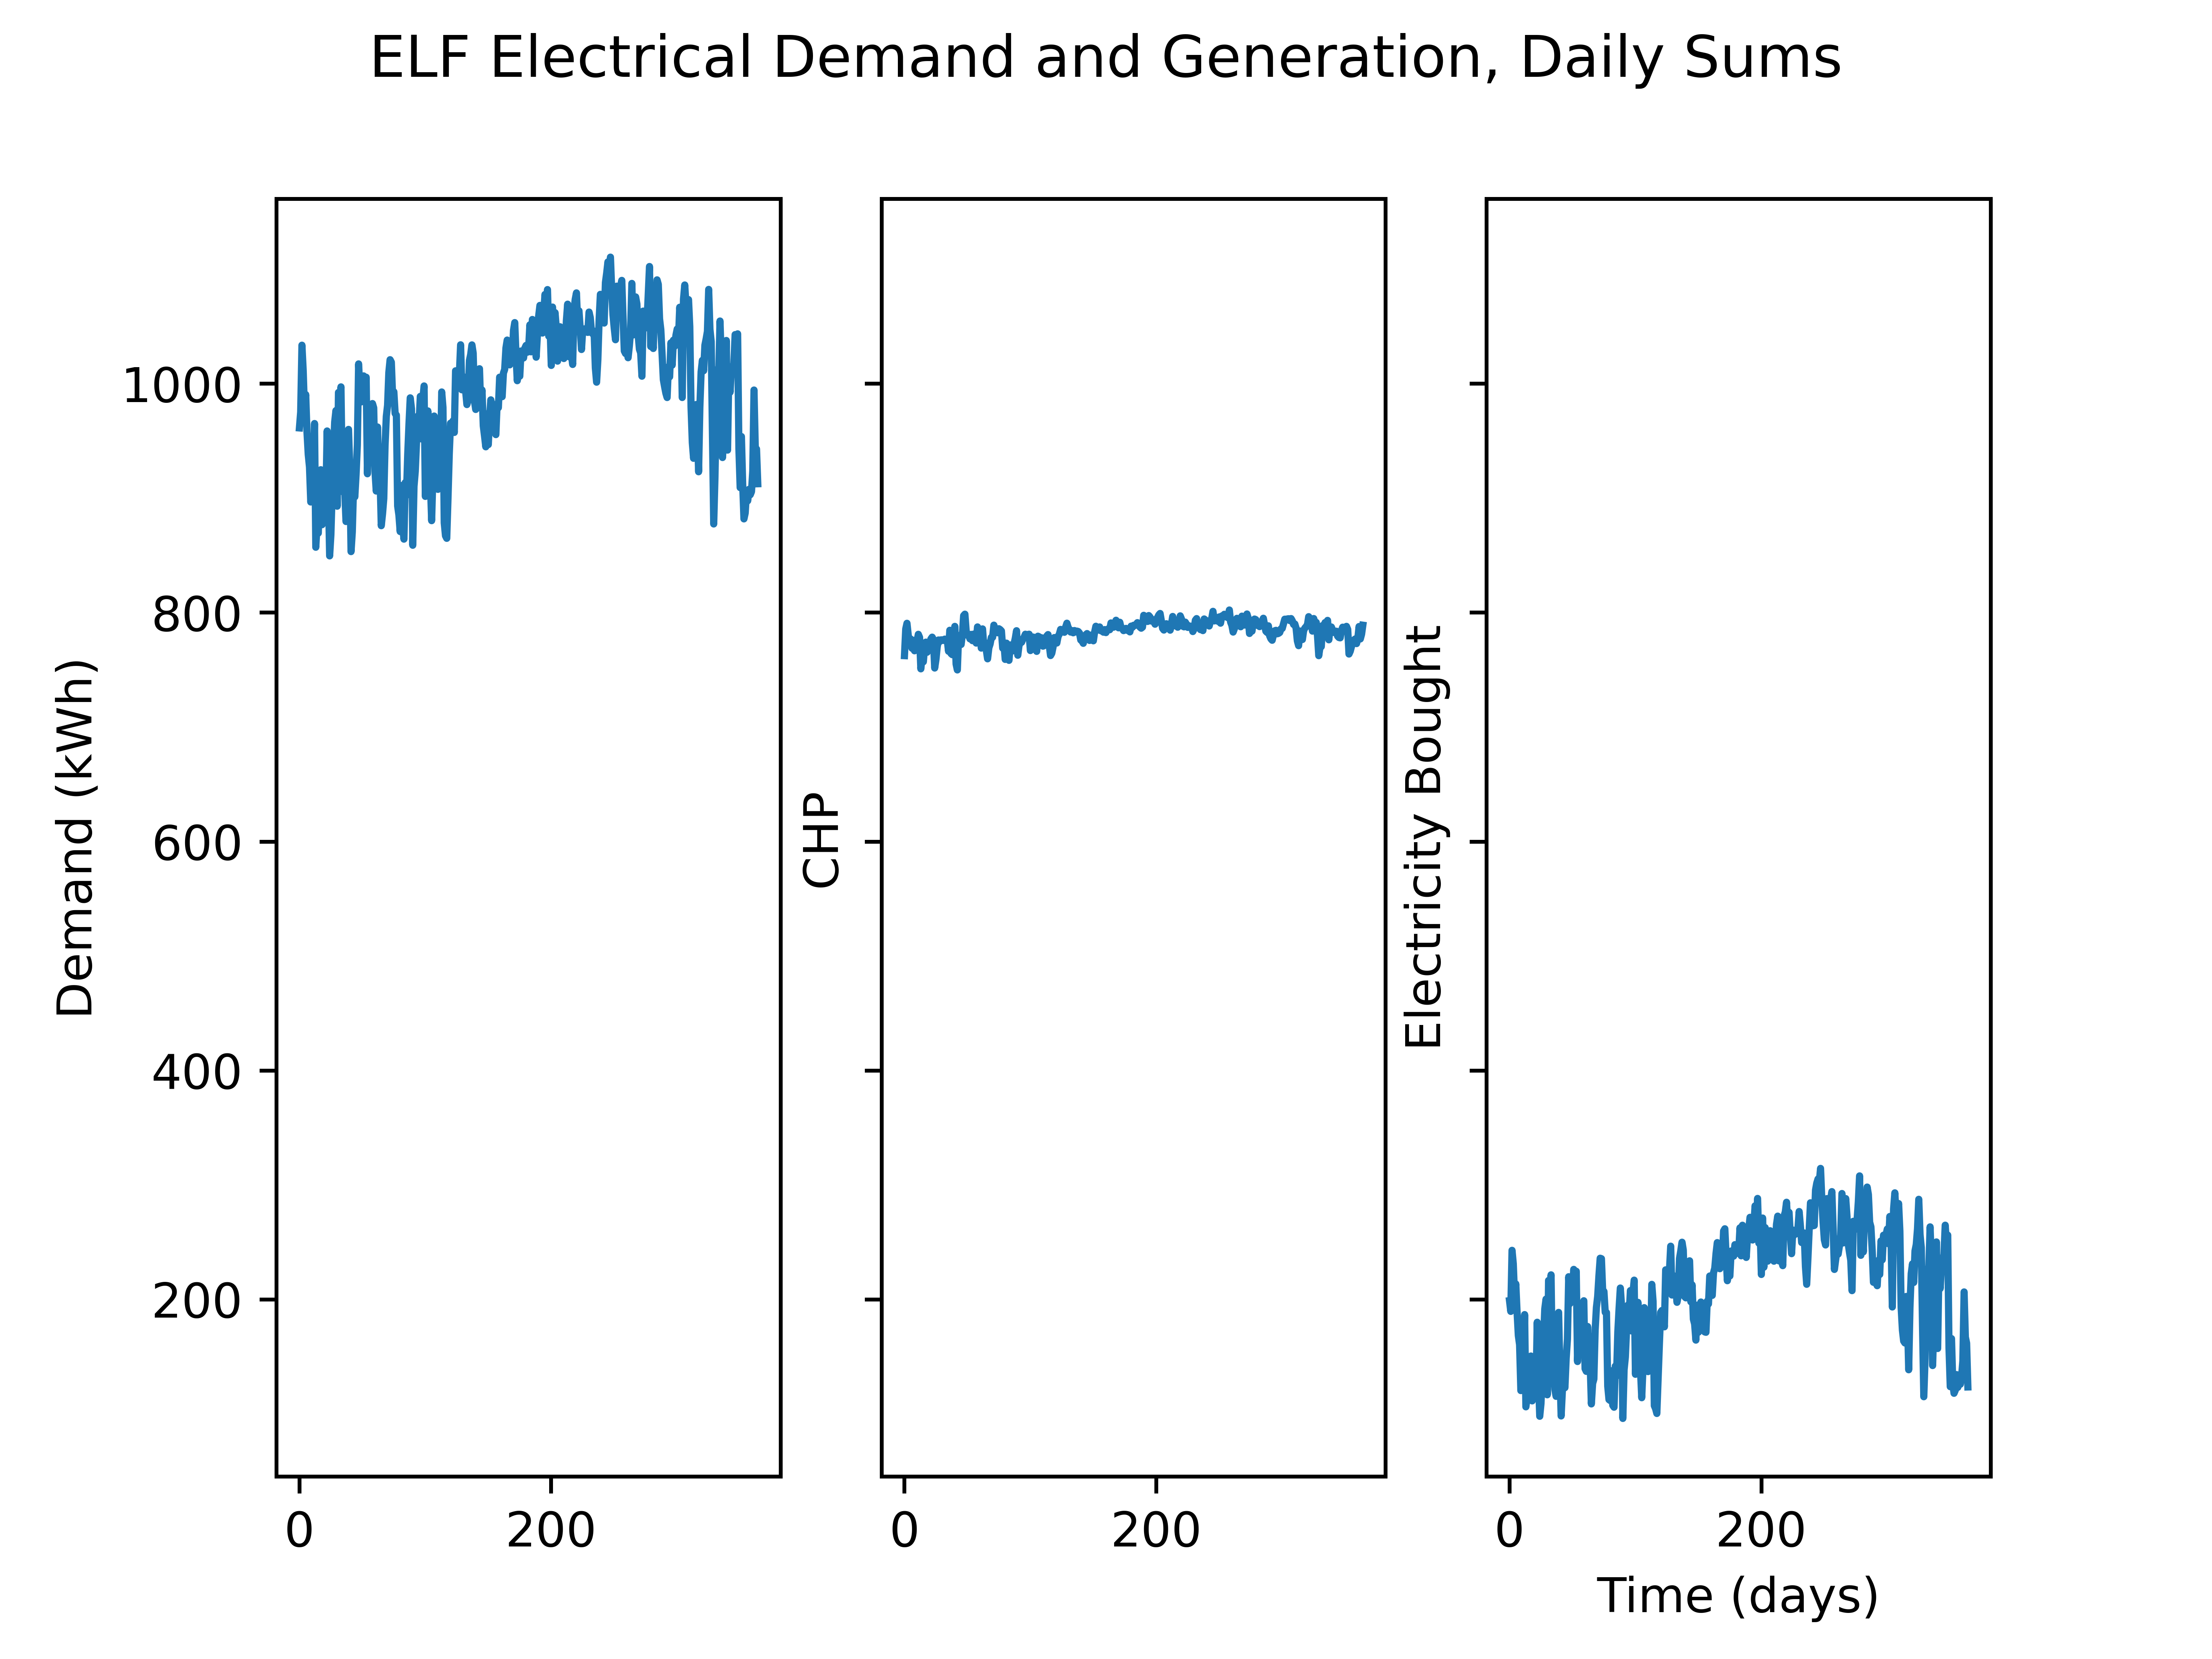 ELF Electrical Demand and Generation, Daily Sums
Demand (kWh)
1000
800
600
400
200
0
200
CHP
0
200
Electricity Bought
0
200
Time (days)